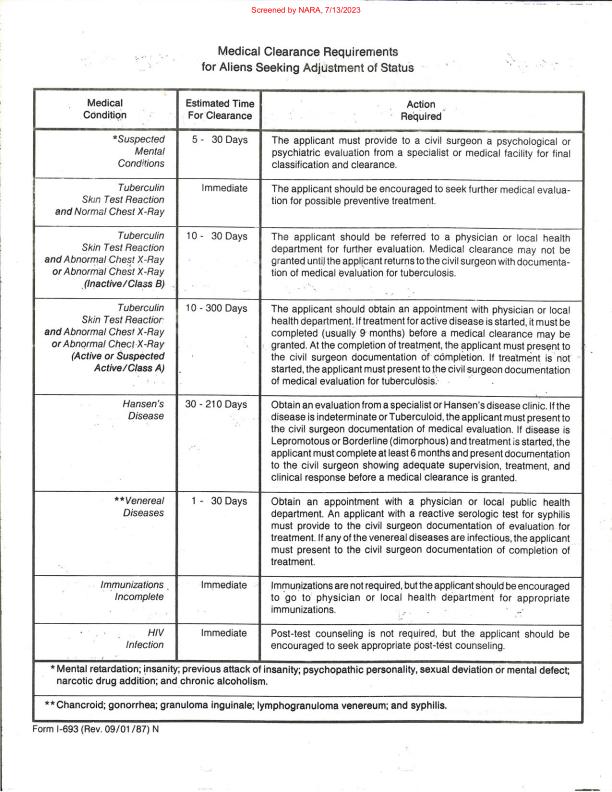 Screened by NARA, 7/13/2023
Medical Clearance Requirements
for Aliens Seeking Adjustment of Status
Medical
Condition
Estimated Time
For Clearance
Action
Required
*Suspected
Mental
Conditions
5 - 30 Days
The applicant must provide to a civil surgeon a psychological or
psychiatric evaluation from a specialist or medical facility for final
classification and clearance.
Tuberculin
Skin Test Reaction
and Normal Chest X-Ray
Immediate
The applicant should be encouraged to seek further medical evalua-
tion for possible preventive treatment.
Tuberculin
Skin Test Reaction
and Abnormal Chest X-Ray
or Abnormal Chest X-Ray
(Inactive/Class B)
10 - 30 Days
The applicant should be referred to a physician or local health
department for further evaluation. Medical clearance may not be
granted until the applicant returns to the civil surgeon with documenta-
tion of medical evaluation for tuberculosis.
Tuberculin
Skin Test Reaction
and Abnormal Chest X-Ray
or Abnormal Chest X-Ray
(Active or Suspected
Active/Class A)
10 - 300 Days
The applicant should obtain an appointment with physician or local
health department. If treatment for active disease is started, it must be
completed (usually 9 months) before a medical clearance may be
granted. At the completion of treatment, the applicant must present to
the civil surgeon documentation of completion. If treatment is not
started, the applicant must present to the civil surgeon documentation
of medical evaluation for tuberculosis.
Hansen's
Disease
30 - 210 Days
Obtain an evaluation from a specialist or Hansen's disease clinic. If the
disease is indeterminate or Tuberculoid, the applicant must present to
the civil surgeon documentation of medical evaluation. If disease is
Lepromotous or Borderline (dimorphous) and treatment is started, the
applicant must complete at least 6 months and present documentation
to the civil surgeon showing adequate supervision, treatment, and
clinical response before a medical clearance is granted.
**Venereal
Diseases
1 - 30 Days
Obtain an appointment with a physician or local public health
department. An applicant with a reactive serologic test for syphilis
must provide to the civil surgeon documentation of evaluation for
treatment. If any of the venereal diseases are infectious, the applicant
must present to the civil surgeon documentation of completion of
treatment.
Immunizations
Incomplete
Immediate
Immunizations are not required, but the applicant should be encouraged
to go to physician or local health department for appropriate
immunizations.
HIV
Infection
Immediate
Post-test counseling is not required, but the applicant should be
encouraged to seek appropriate post-test counseling.
*Mental retardation; insanity; previous attack of insanity; psychopathic personality, sexual deviation or mental defect;
narcotic drug addition; and chronic alcoholism.
**Chancroid; gonorrhea; granuloma inguinale; lymphogranuloma venereum; and syphilis.
Form I-693 (Rev. 09/01/87) N